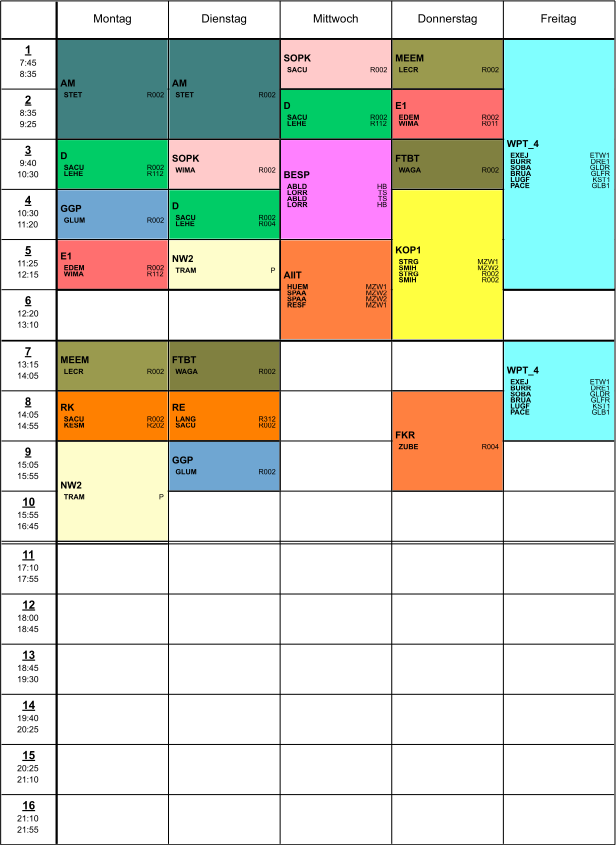 Montag Dienstag Mittwoch Donnerstag Freitag
1
7:45
8:35
AM
STET R002
AM
STET R002
SOPK
SACU R002
MEEM
LECR R002
WPT_4
EXEJ ETW1
BURR DRE1
SOBA GLDR
BRUA GLFR
LUGF KST1
PACE GLB1
2
8:35
9:25
D
SACU R002
LEHE R112
E1
EDEM R002
WIMA R011
3
9:40
10:30
D
SACU R002
LEHE R112
SOPK
WIMA R002
BESP
ABLD HB
LORR TS
ABLD TS
LORR HB
FTBT
WAGA R002
4
10:30
11:20
GGP
GLUM R002
D
SACU R002
LEHE R004
KOP1
STRG MZW1
SMIH MZW2
STRG R002
SMIH R002
5
11:25
12:15
E1
EDEM R002
WIMA R112
NW2
TRAM P
AIIT
HUEM MZW1
SPAA MZW2
SPAA MZW2
RESF MZW1
6
12:20
13:10
7
13:15
14:05
MEEM
LECR R002
FTBT
WAGA R002
WPT_4
EXEJ ETW1
BURR DRE1
SOBA GLDR
BRUA GLFR
LUGF KST1
PACE GLB1
8
14:05
14:55
RK
SACU R002
KESM R202
RE
LANG R312
SACU R002
FKR
ZUBE R004
9
15:05
15:55
NW2
TRAM P
GGP
GLUM R002
10
15:55
16:45
11
17:10
17:55
12
18:00
18:45
13
18:45
19:30
14
19:40
20:25
15
20:25
21:10
16
21:10
21:55